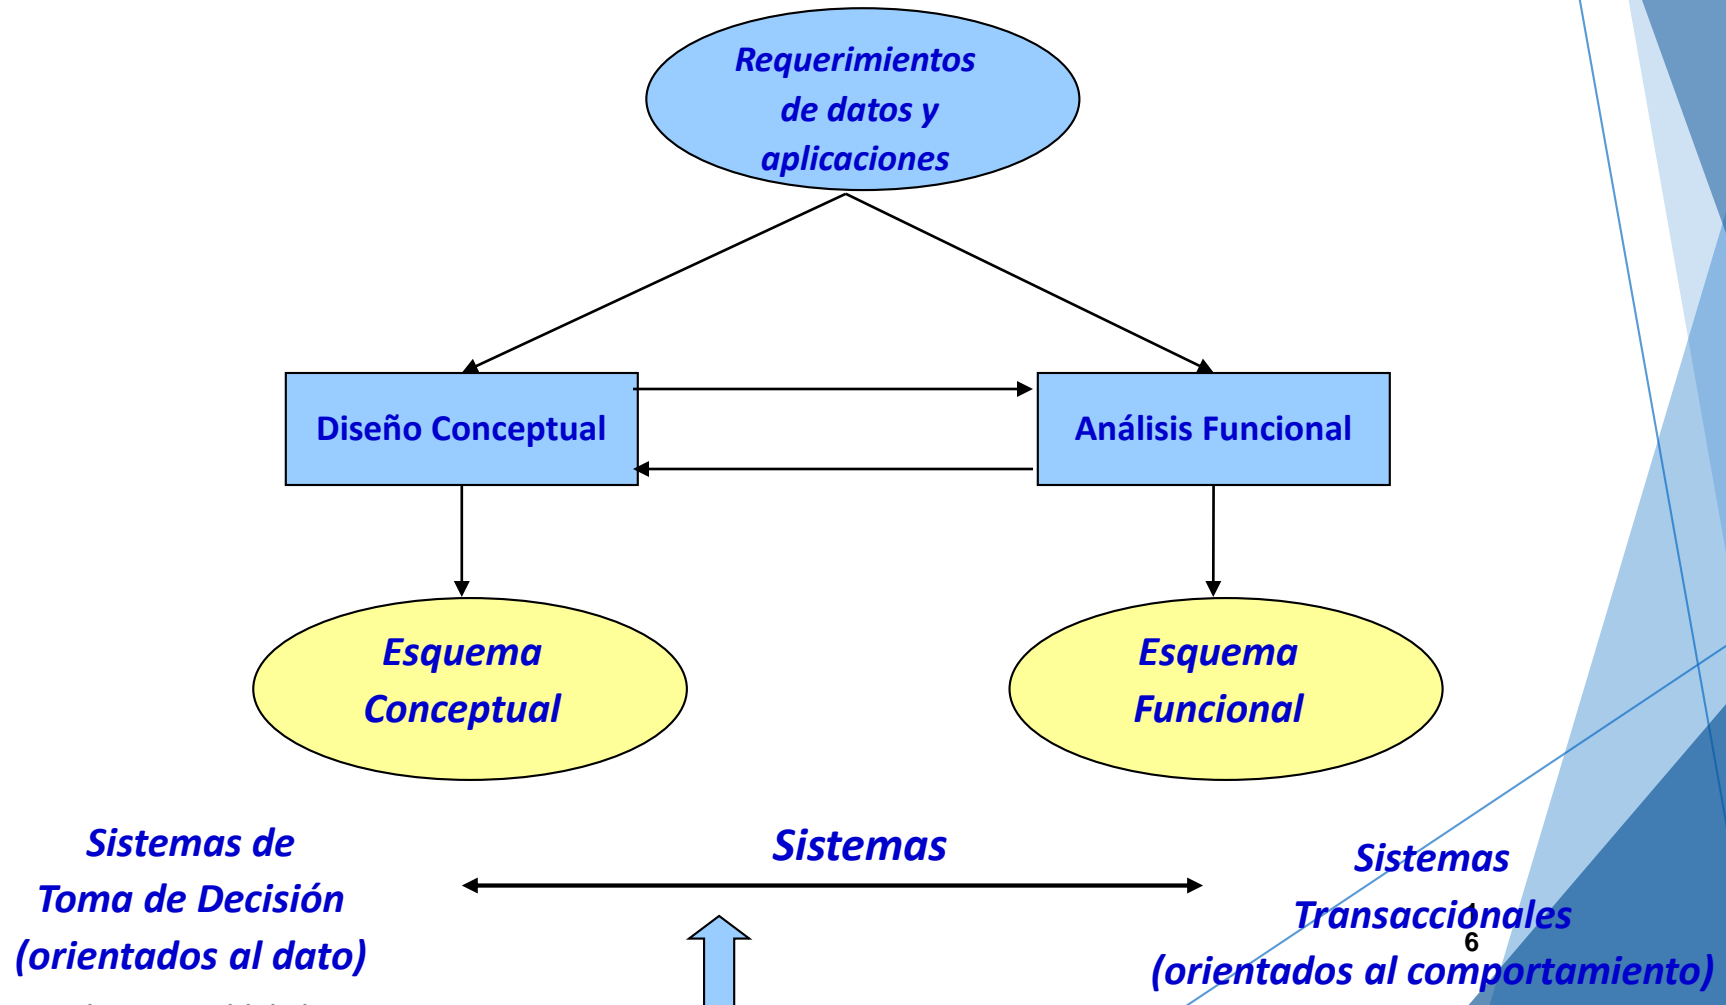 Requerimientos
de datos y
aplicaciones
Diseño Conceptual
Análisis Funcional
Esquema
Conceptual
Esquema
Funcional
Sistemas de
Toma de Decisión
(orientados al dato)
Sistemas
Sistemas
Transaccionales
(orientados al comportamiento)
6